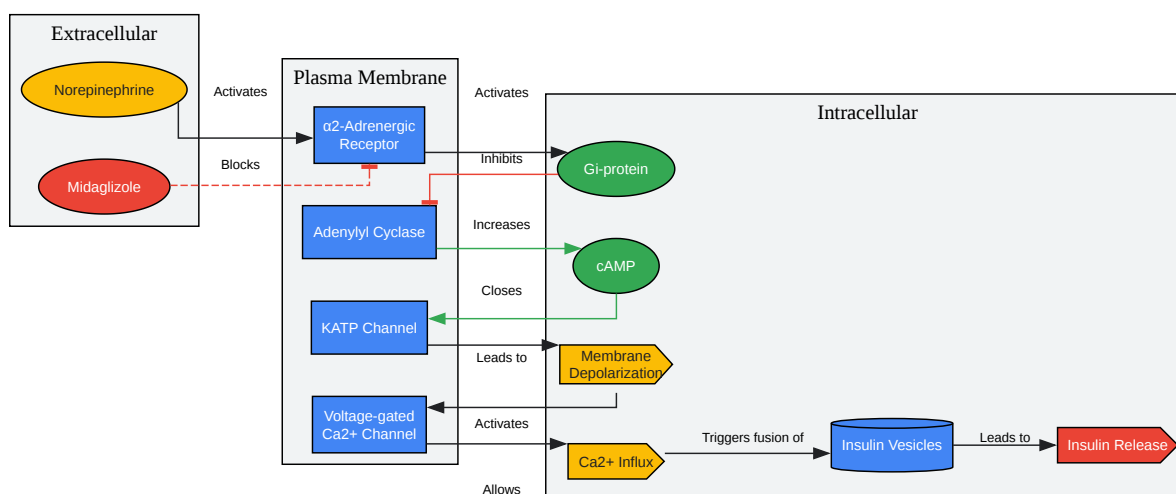 Extracellular
Norepinephrine
Midaglizole
Activates
Blocks
Plasma Membrane
α2-Adrenergic
Receptor
Adenylyl Cyclase
KATP Channel
Voltage-gated
Ca2+ Channel
Activates
Inhibits
Increases
Closes
Leads to
Activates
Allows
Intracellular
Gi-protein
cAMP
Membrane
Depolarization
Ca2+ Influx
Triggers fusion of
Insulin Vesicles
Leads to
Insulin Release